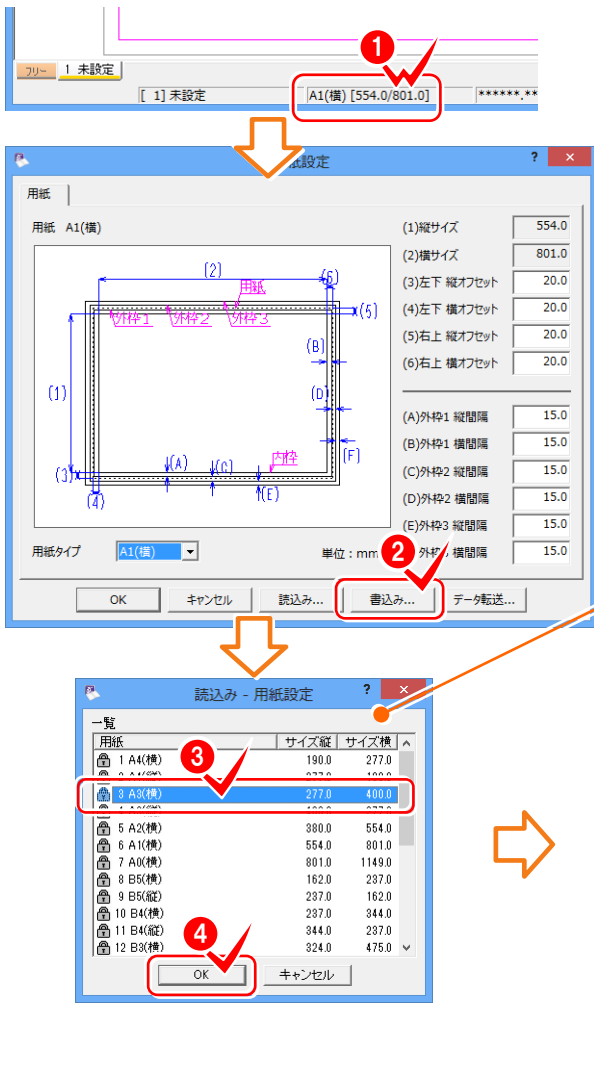 1
フリー 1 未設定
[ 1] 未設定 A1(横) [554.0/801.0] ******.**
紙設定 ? ×
用紙
用紙 A1(横)
(1)縦サイズ 554.0
(2)横サイズ 801.0
(3)左下 縦オフセット 20.0
(4)左下 横オフセット 20.0
(5)右上 縦オフセット 20.0
(6)右上 横オフセット 20.0
(A)外枠1 縦間隔 15.0
(B)外枠1 横間隔 15.0
(C)外枠2 縦間隔 15.0
(D)外枠2 横間隔 15.0
(E)外枠3 縦間隔 15.0
外枠3 横間隔 15.0
(2) (6)
用紙
外枠1 外枠2 外枠3 (5)
(B)
(1) (D)
(A) (C) 内枠 (F)
(3)
(4) (E)
用紙タイプ A1(横) 単位:mm 2
OK キャンセル 読込み... 書込み... データ転送...
読込み - 用紙設定 ? ×
一覧
用紙 サイズ縦 サイズ横
3
1 A4(横) 190.0 277.0
3 A3(横) 277.0 400.0
5 A2(横) 380.0 554.0
6 A1(横) 554.0 801.0
7 A0(横) 801.0 1149.0
8 B5(横) 162.0 237.0
9 B5(縦) 237.0 162.0
10 B4(横) 237.0 344.0
11 B4(縦) 344.0 237.0
12 B3(横) 324.0 475.0
4
OK キャンセル